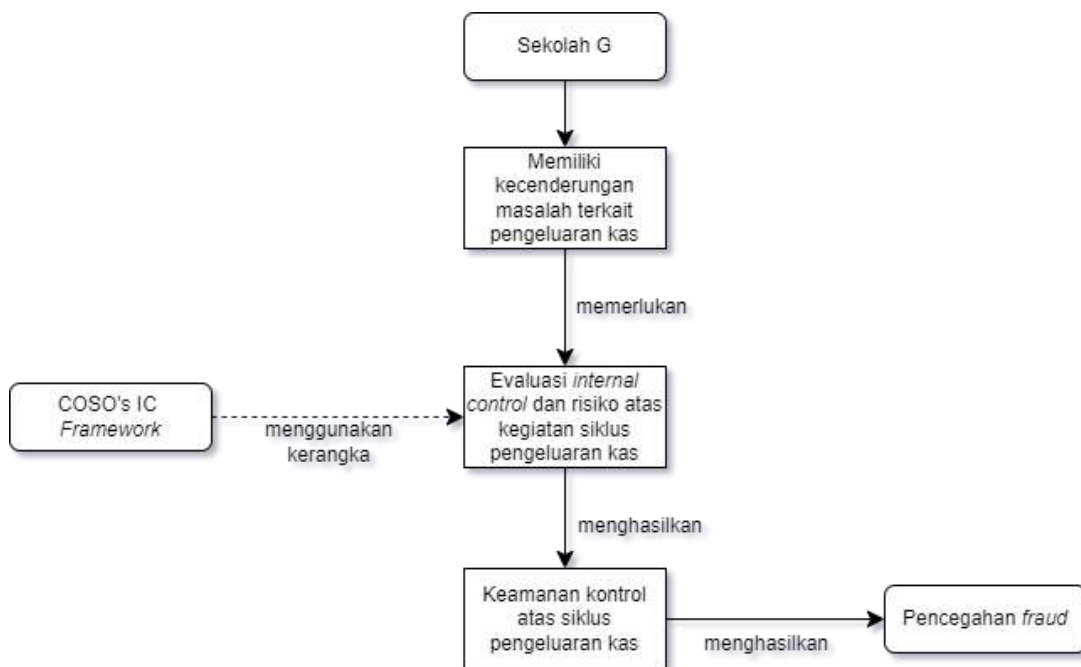 Sekolah G
Memiliki
kecenderungan
masalah terkait
pengeluaran kas
memerlukan
COSO's IC
Framework
menggunakan
kerangka
Evaluasi internal
control dan risiko atas
kegiatan siklus
pengeluaran kas
menghasilkan
Keamanan kontrol
atas siklus
pengeluaran kas
menghasilkan
Pencegahan fraud